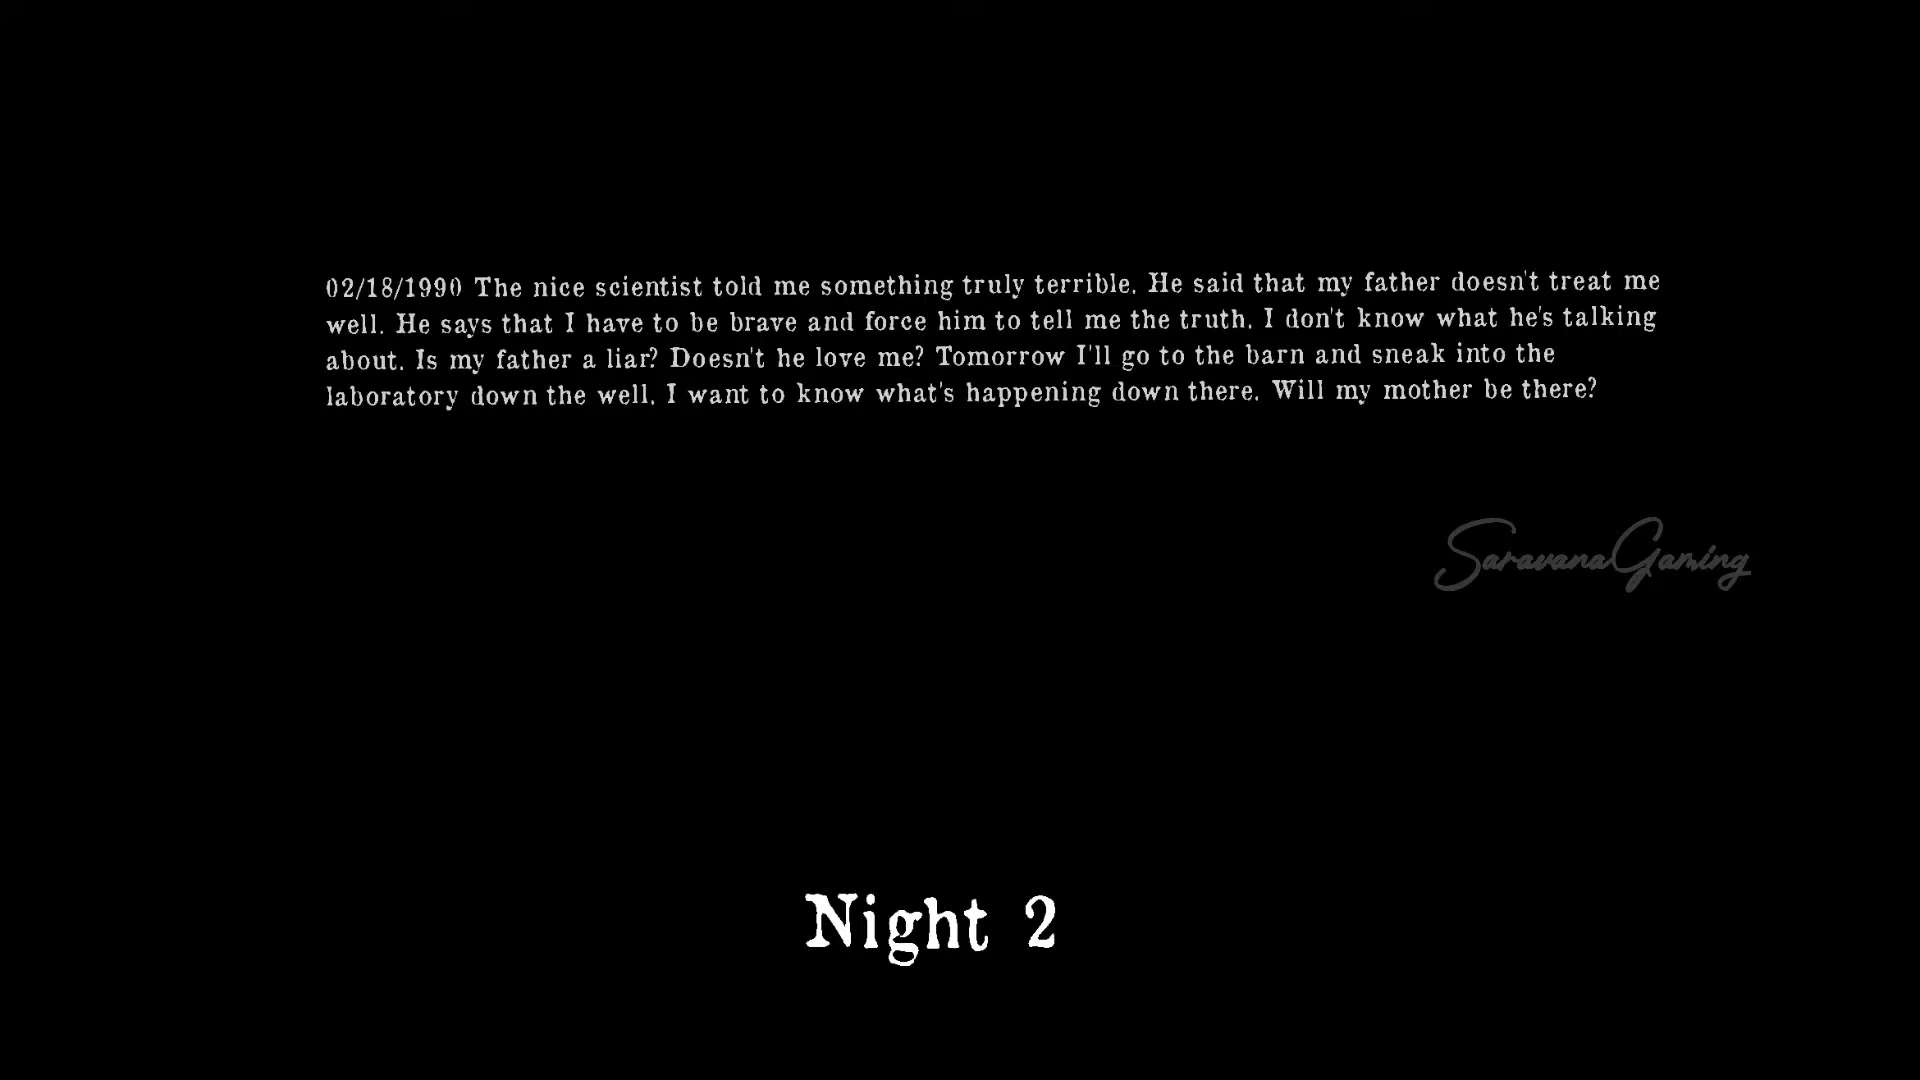 02/18/1990 The nice scientist told me something truly terrible. He said that my father doesn't treat me
well. He says that I have to be brave and force him to tell me the truth. I don't know what he's talking
about. Is my father a liar? Doesn't he love me? Tomorrow I'll go to the barn and sneak into the
laboratory down the well. I want to know what's happening down there. Will my mother be there?
SaravanaGaming
Night 2